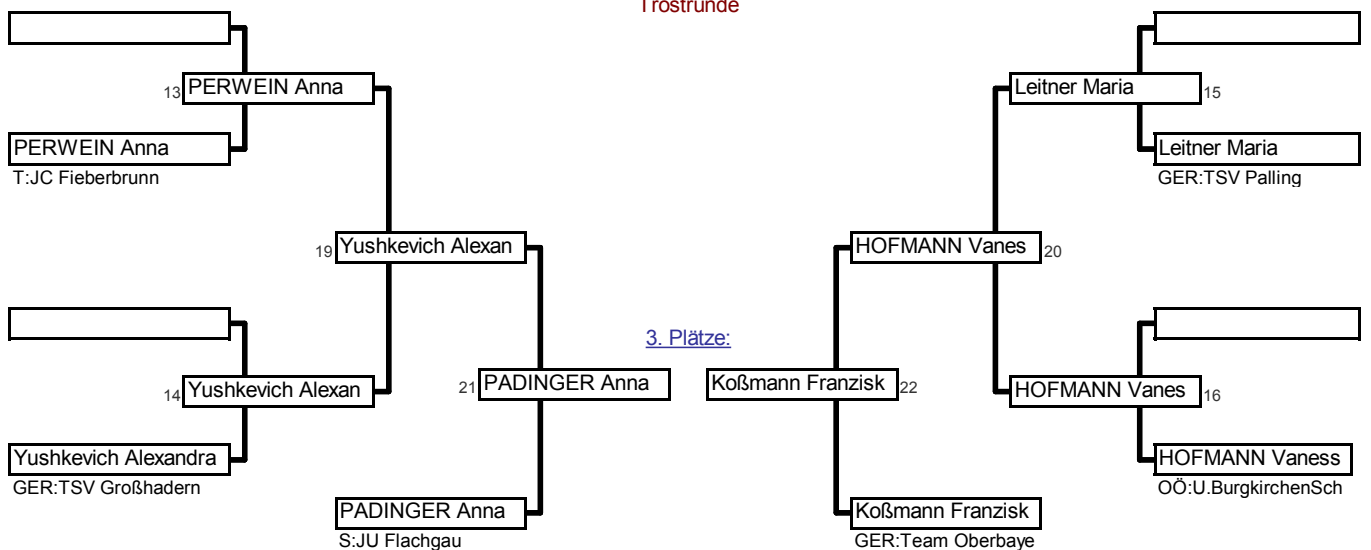 Trostrunde
13 PERWEIN Anna
Leitner Maria 15
PERWEIN Anna
T:JC Fieberbrunn
Leitner Maria
GER:TSV Palling
19 Yushkevich Alexan
HOFMANN Vanes 20
3. Plätze:
14 Yushkevich Alexan
21 PADINGER Anna
Koßmann Franzisk 22
HOFMANN Vanes 16
Yushkevich Alexandra
GER:TSV Großhadern
HOFMANN Vaness
OÖ:U.BurgkirchenSch
PADINGER Anna
S:JU Flachgau
Koßmann Franzisk
GER:Team Oberbaye